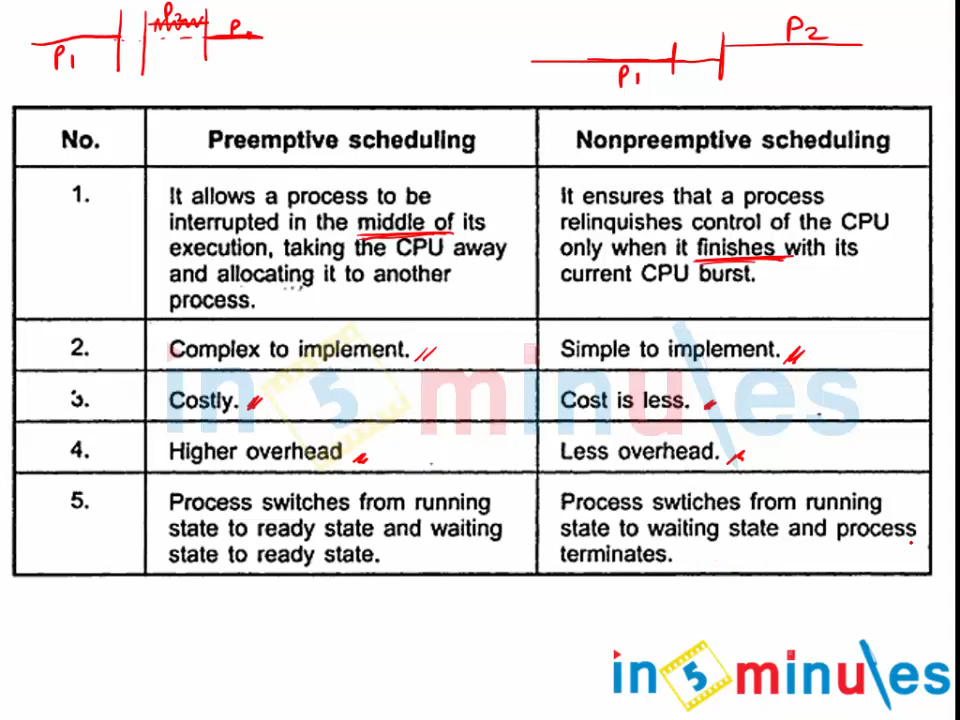 P1
P2
P1
No.
Preemptive scheduling
Nonpreemptive scheduling
1.
It allows a process to be
interrupted in the middle of its
execution, taking the CPU away
and allocating it to another
process.
It ensures that a process
relinquishes control of the CPU
only when it finishes with its
current CPU burst.
2.
Complex to implement.
Simple to implement.
3.
Costly.
Cost is less.
4.
Higher overhead
Less overhead.
5.
Process switches from running
state to ready state and waiting
state to ready state.
Process swtiches from running
state to waiting state and process
terminates.
in 5 minutes
in 5 minutes